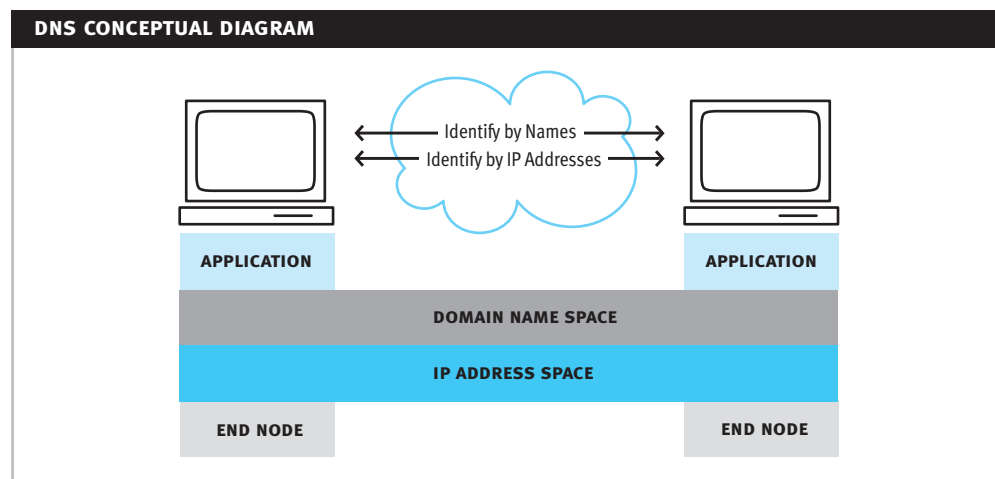 DNS CONCEPTUAL DIAGRAM
Identify by Names
Identify by IP Addresses
APPLICATION
APPLICATION
DOMAIN NAME SPACE
IP ADDRESS SPACE
END NODE
END NODE